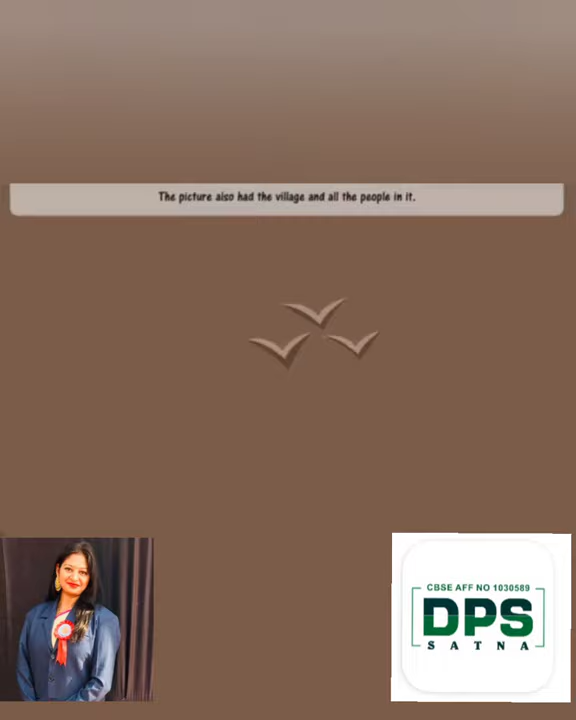 The picture also had the village and all the people in it.
CBSE AFF NO 1030589
DPS
SATNA